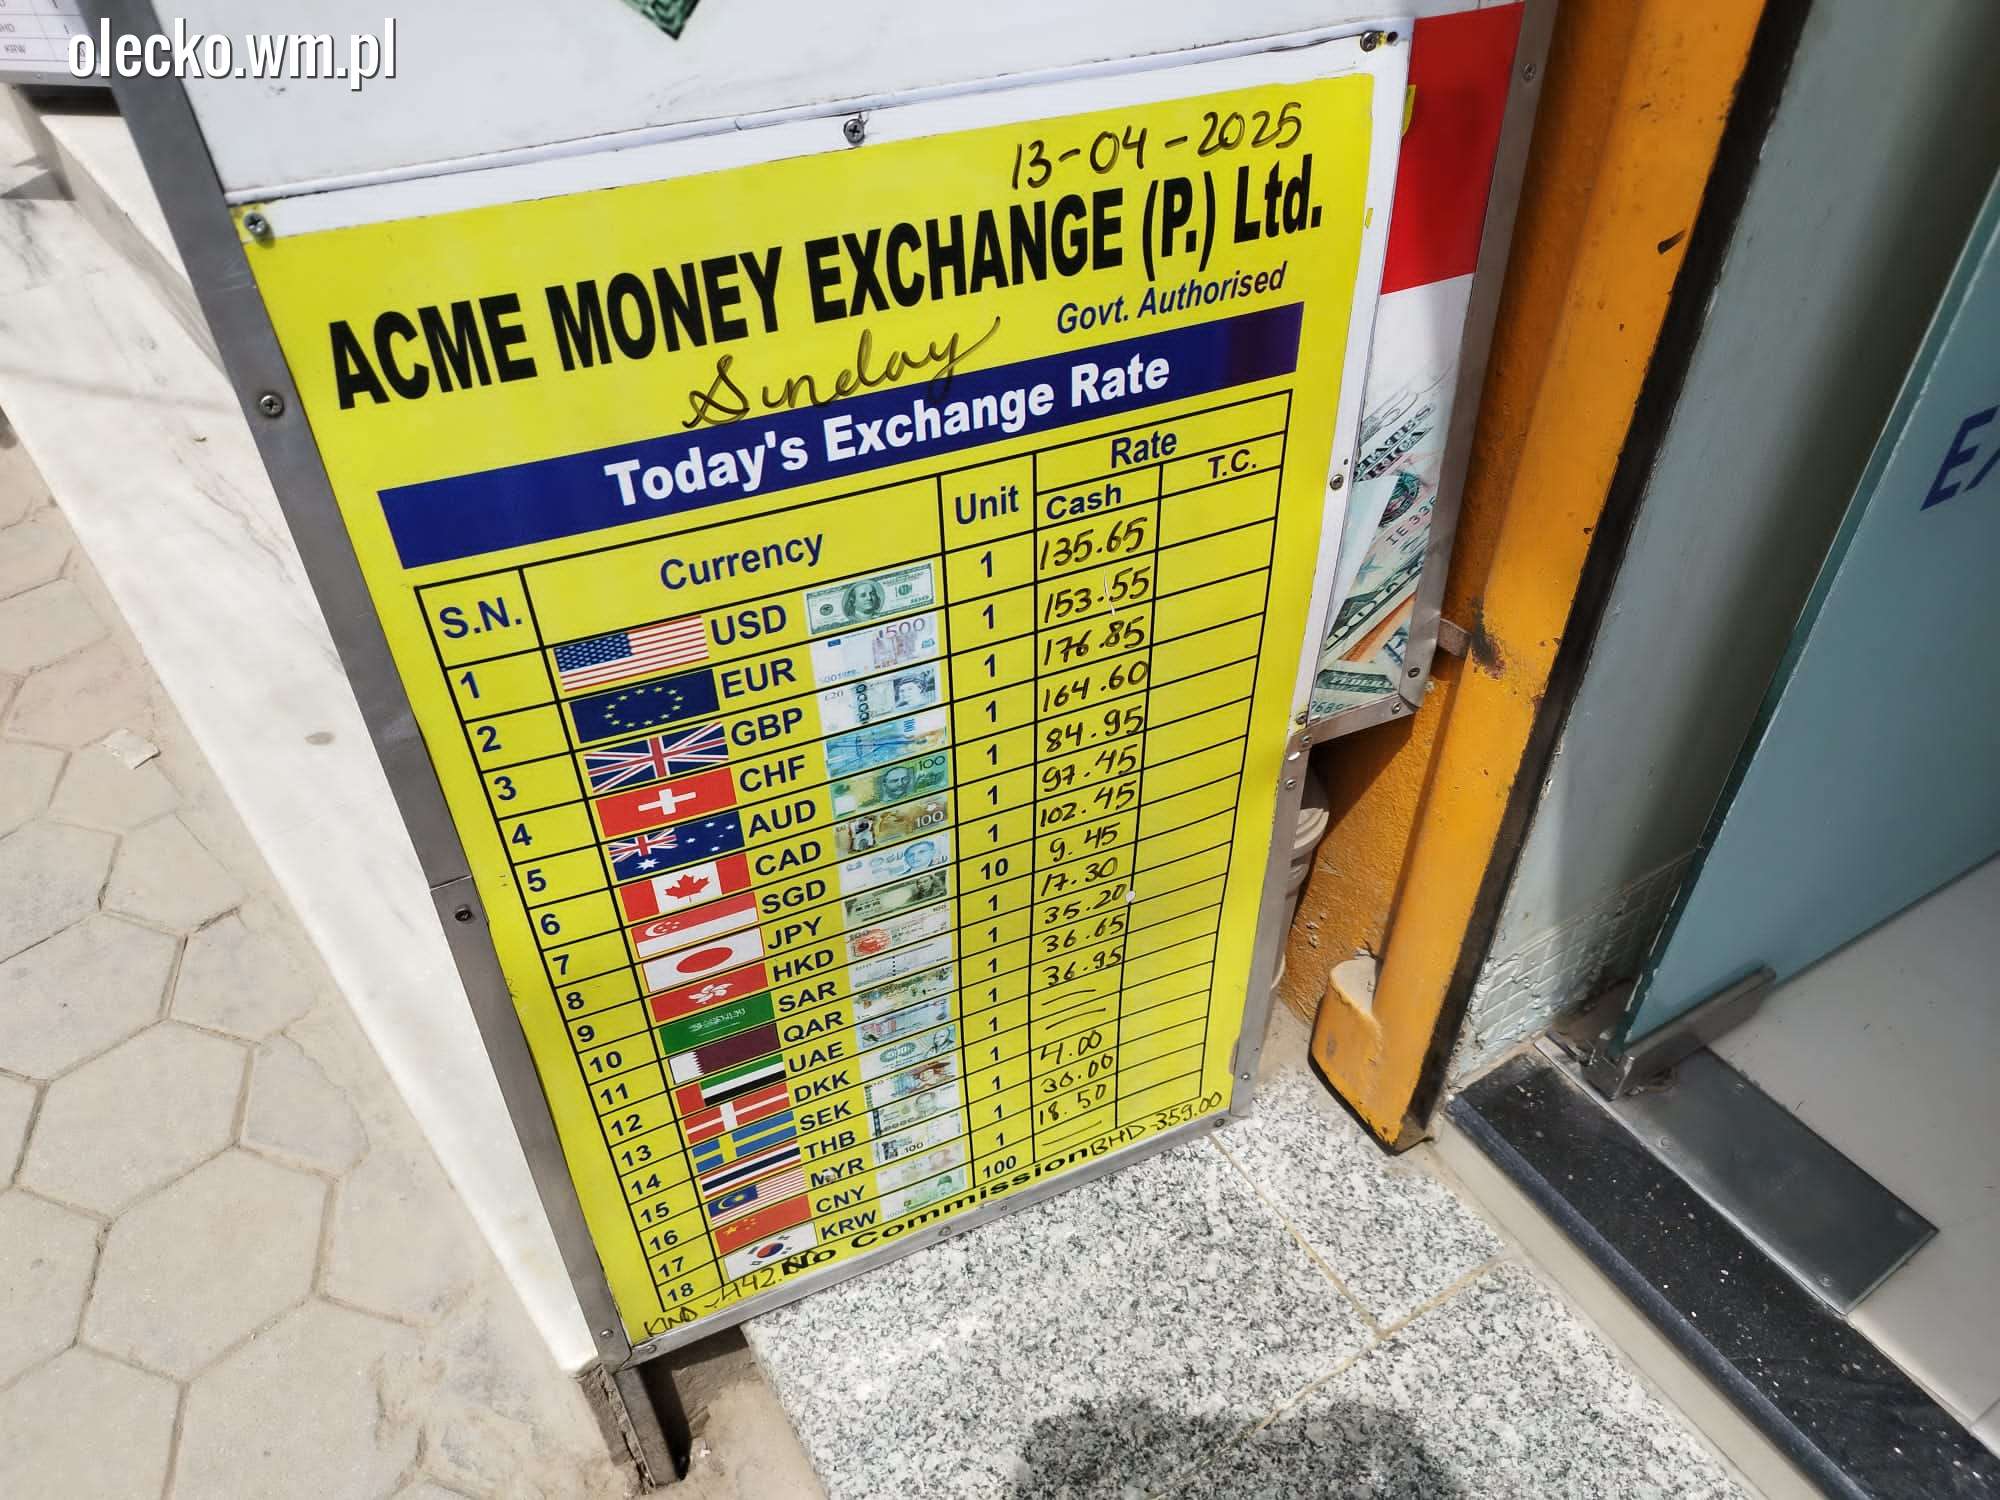 olecko.wm.pl
KRW
13-04-2025
ACME MONEY EXCHANGE (P.) Ltd.
Govt. Authorised
Sunday
Today's Exchange Rate
S.N. Currency Unit Rate
Cash T.C.
1 USD 1 135.65
2 EUR 1 153.55
3 GBP 1 176.85
4 CHF 1 164.60
5 AUD 1 84.95
6 CAD 1 97.45
7 SGD 1 102.45
8 JPY 10 9.45
9 HKD 1 17.30
10 SAR 1 35.20
11 QAR 1 36.65
12 UAE 1 36.95
13 DKK 1
14 SEK 1
15 THB 1 4.00
16 MYR 1 30.00
17 CNY 1 18.50
18 KRW 100
No Commission BHD-359.00
KWD-442.